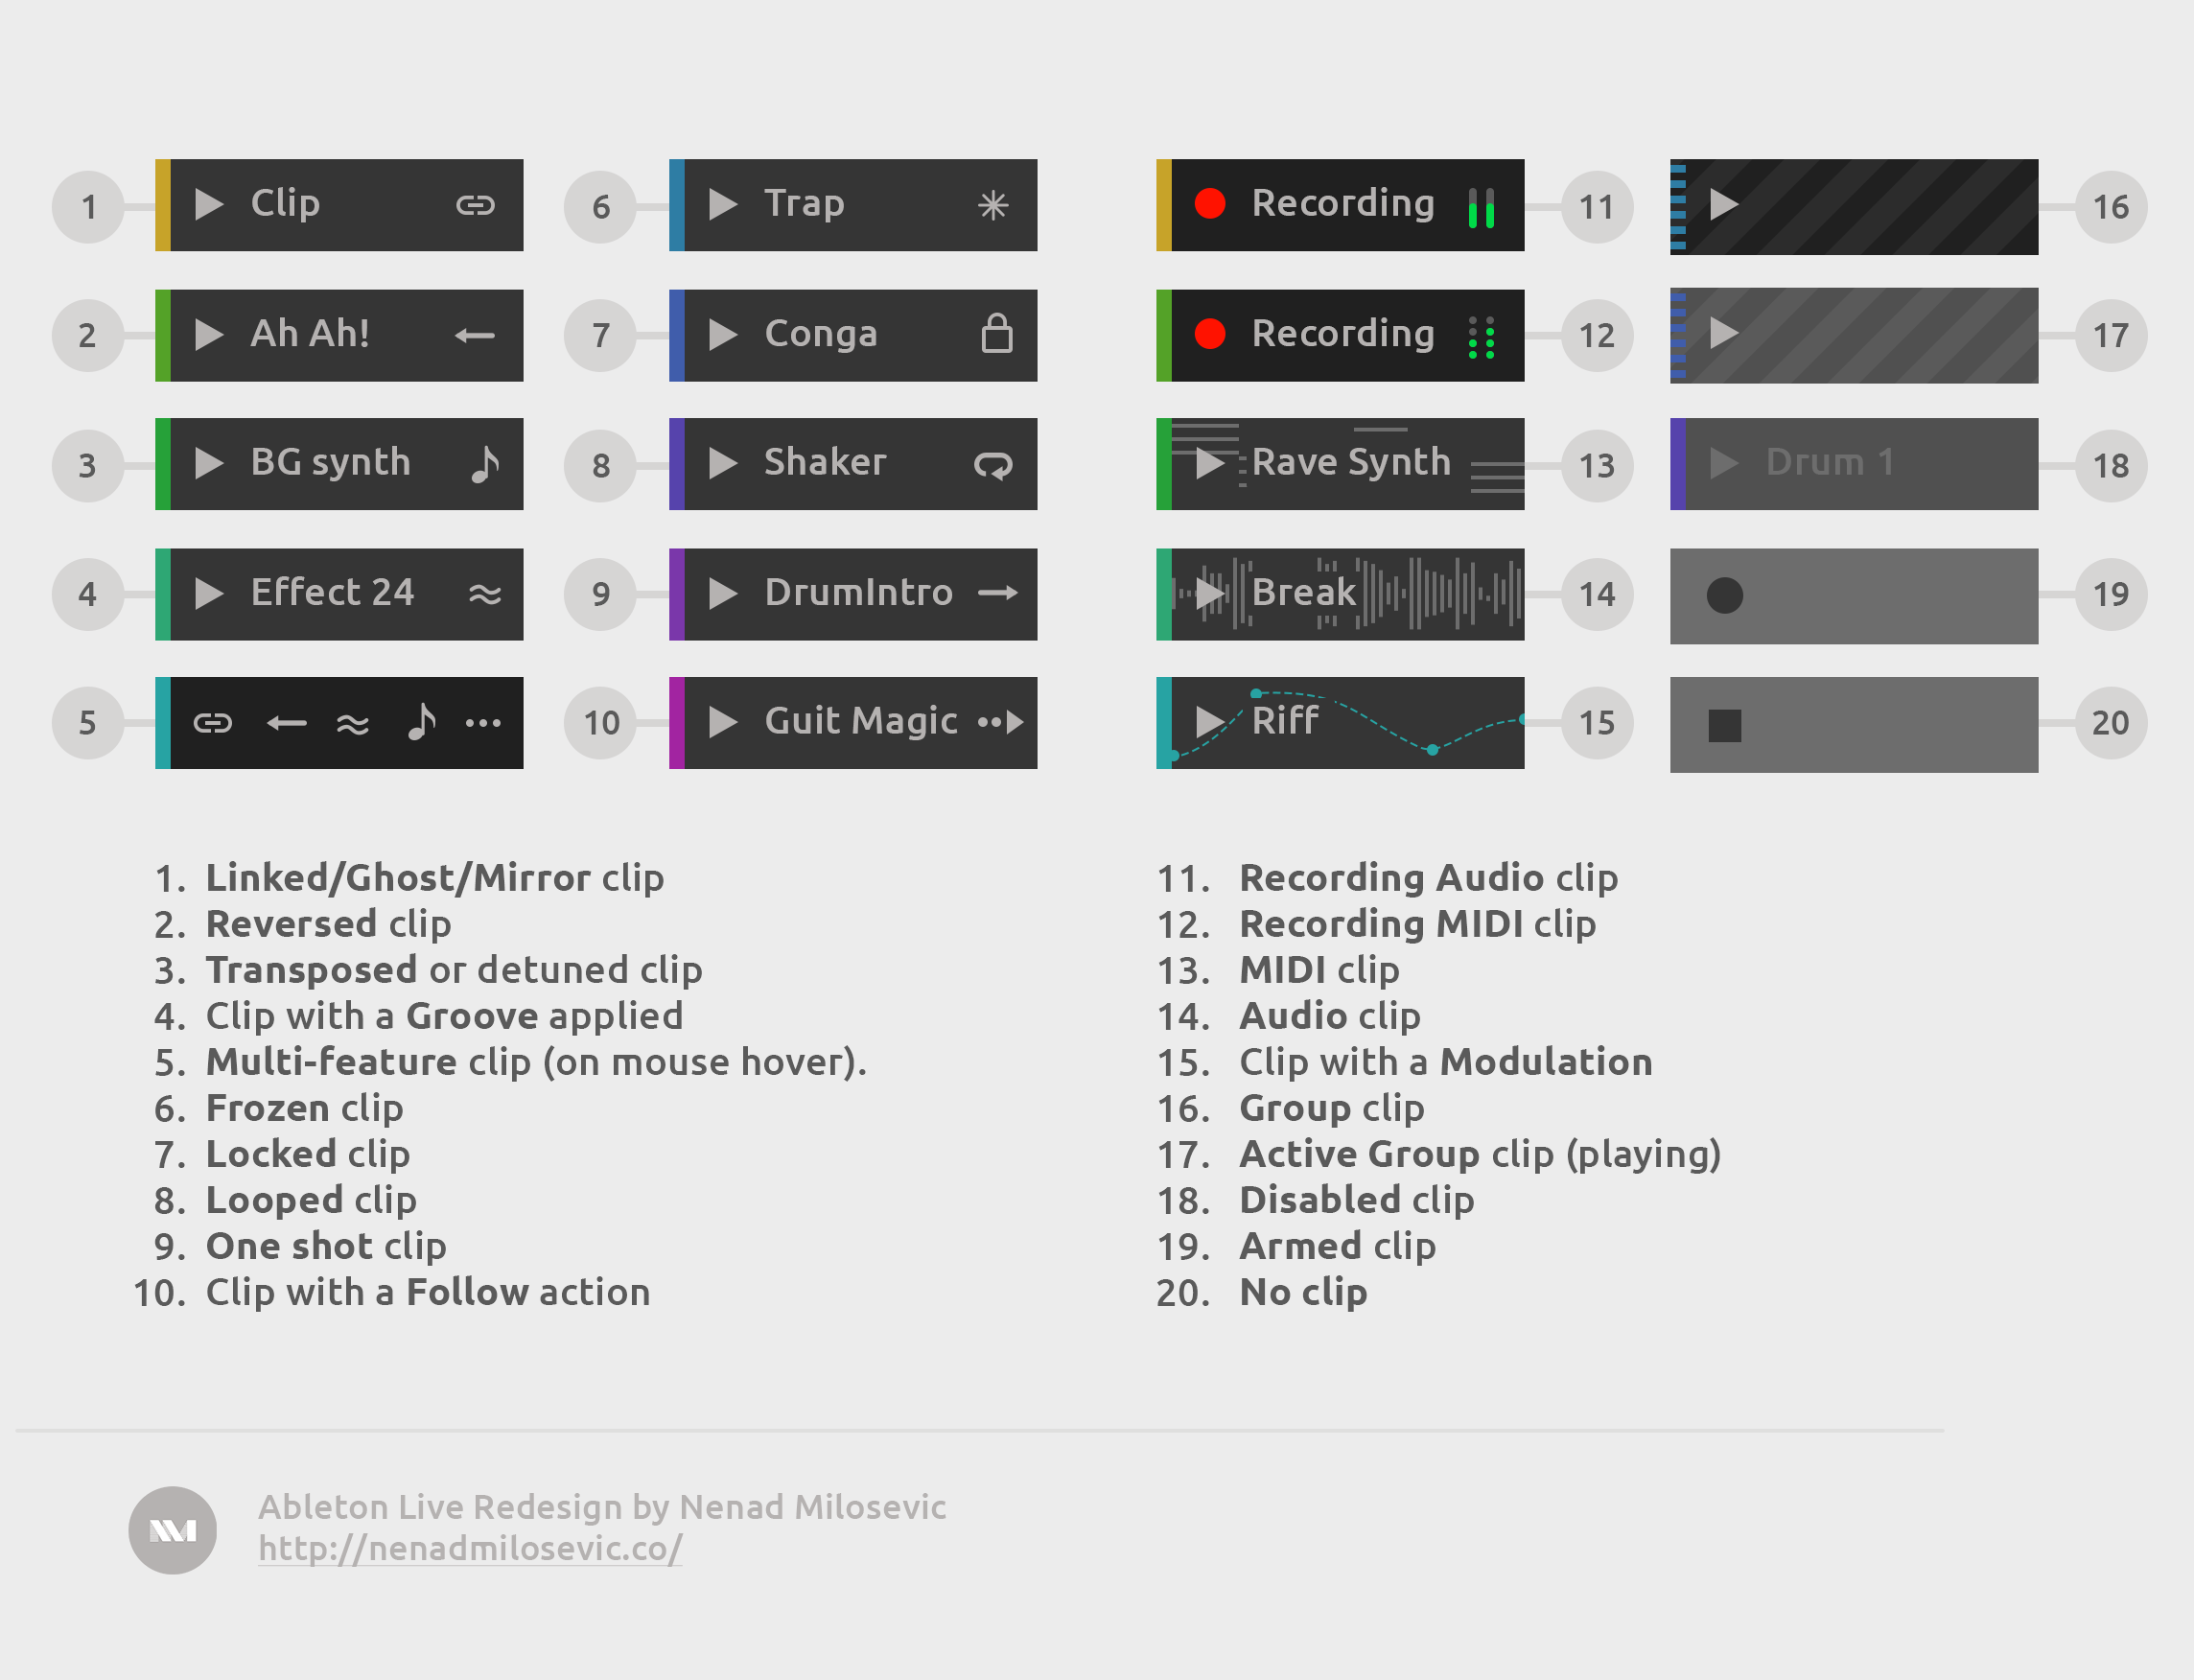 1 Clip 6 Trap Recording 11 16
2 Ah Ah! 7 Conga Recording 12 17
3 BG synth 8 Shaker Rave Synth 13 Drum 1 18
4 Effect 24 9 DrumIntro Break 14 19
5 10 Guit Magic Riff 15 20
1. Linked/Ghost/Mirror clip
2. Reversed clip
3. Transposed or detuned clip
4. Clip with a Groove applied
5. Multi-feature clip (on mouse hover).
6. Frozen clip
7. Locked clip
8. Looped clip
9. One shot clip
10. Clip with a Follow action
11. Recording Audio clip
12. Recording MIDI clip
13. MIDI clip
14. Audio clip
15. Clip with a Modulation
16. Group clip
17. Active Group clip (playing)
18. Disabled clip
19. Armed clip
20. No clip
Ableton Live Redesign by Nenad Milosevic
http://nenadmilosevic.co/